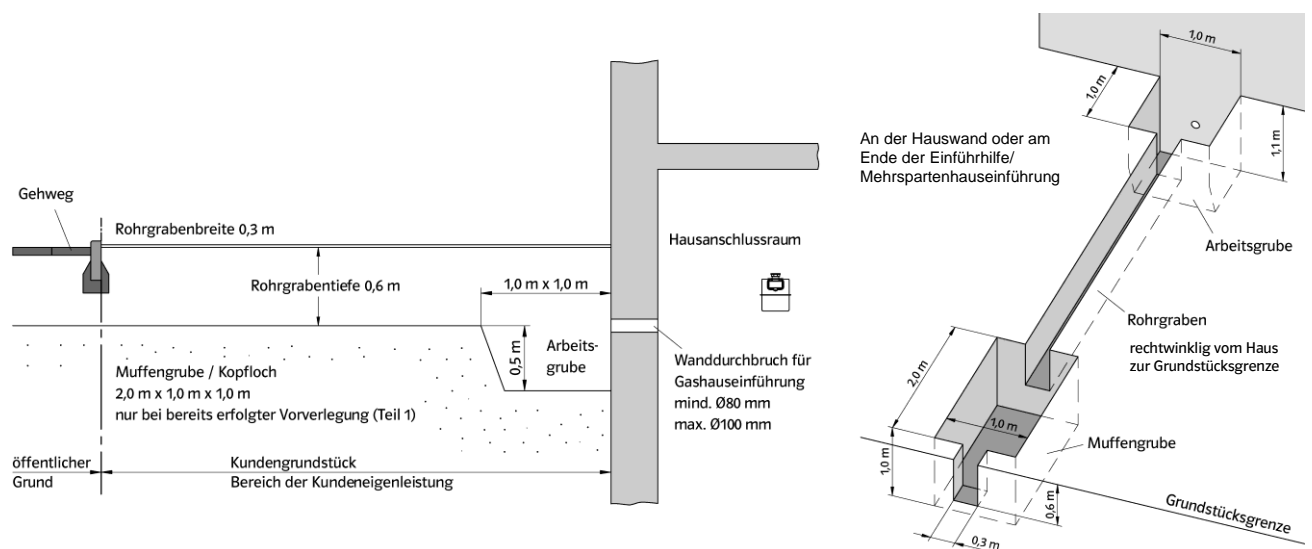 Gehweg
Rohrgrabenbreite 0,3 m
Rohrgrabentiefe 0,6 m
1,0 m x 1,0 m
0,5 m
Arbeits-
grube
Muffengrube / Kopfloch
2,0 m x 1,0 m x 1,0 m
nur bei bereits erfolgter Vorverlegung (Teil 1)
öffentlicher
Grund
Kundengrundstück
Bereich der Kundeneigenleistung
Hausanschlussraum
Wanddurchbruch für
Gashauseinführung
mind. Ø80 mm
max. Ø100 mm
An der Hauswand oder am
Ende der Einführhilfe/
Mehrspartenhauseinführung
1,0 m
1,0 m
1,1 m
Arbeitsgrube
Rohrgraben
rechtwinklig vom Haus
zur Grundstücksgrenze
2,0 m
1,0 m
1,0 m
Muffengrube
0,6 m
0,3 m
Grundstücksgrenze